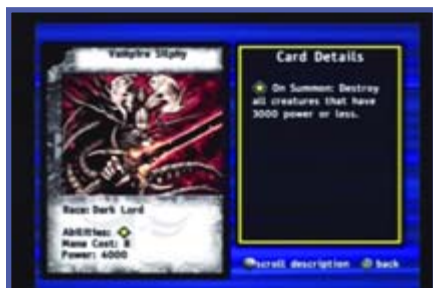 Vampire Silphy
Race: Dark Lord
Abilities:
Mana Cost: 8
Power: 4000
Card Details
On Summon: Destroy
all creatures that have
3000 power or less.
scroll description back